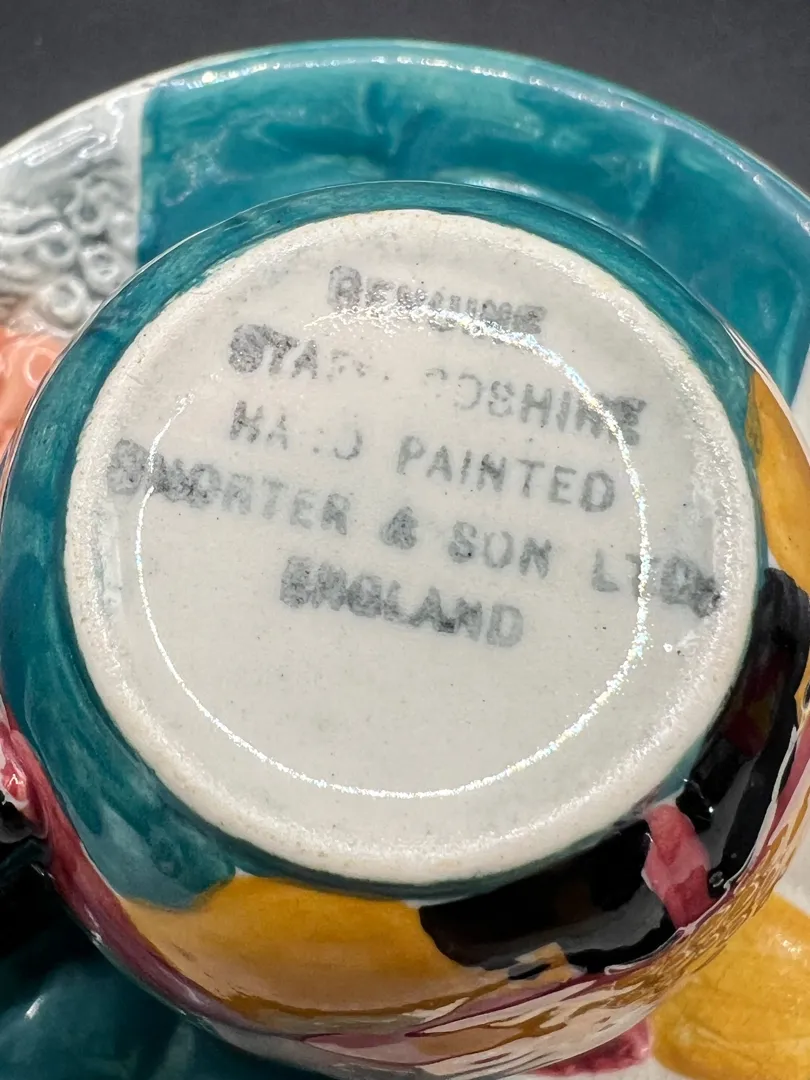 GENUINE
STAFFORDSHIRE
HAND PAINTED
SHORTER & SON LTD.
ENGLAND